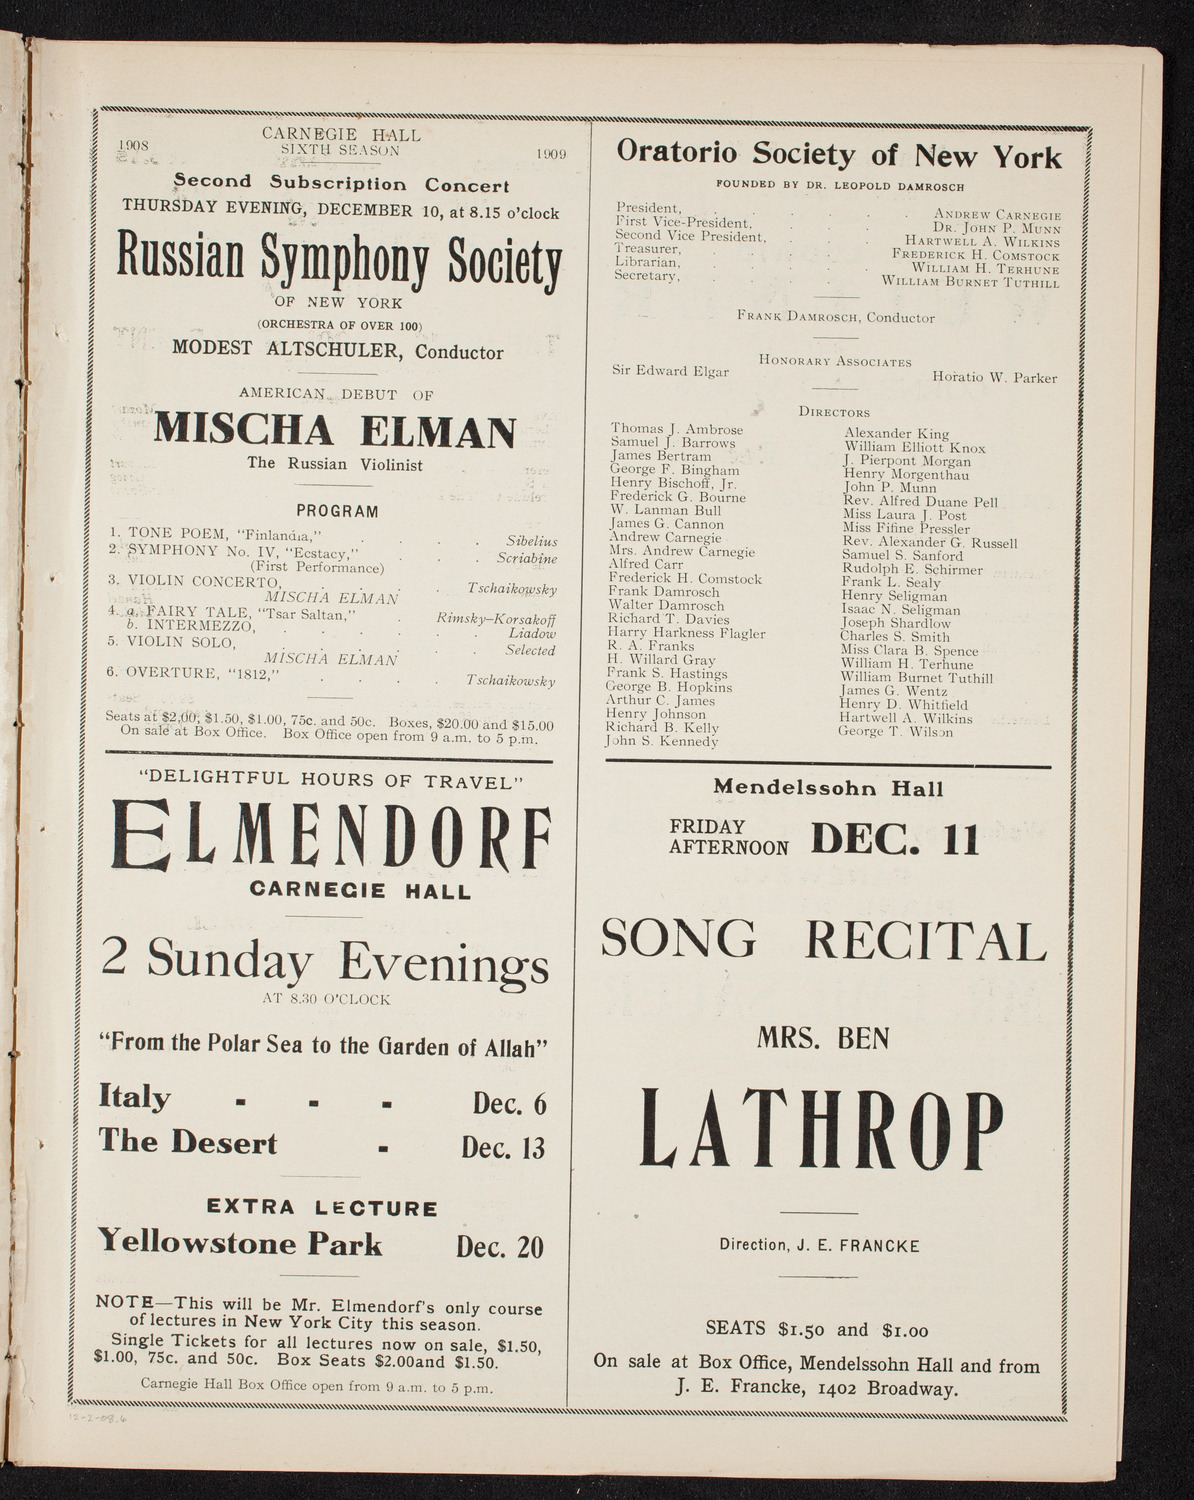 CARNEGIE HALL
1908 SIXTH SEASON 1909
Second Subscription Concert
THURSDAY EVENING, DECEMBER 10, at 8.15 o'clock
Russian Symphony Society
OF NEW YORK
(ORCHESTRA OF OVER 100)
MODEST ALTSCHULER, Conductor
AMERICAN DEBUT OF
MISCHA ELMAN
The Russian Violinist
PROGRAM
1. TONE POEM, "Finlandia," . . . . Sibelius
2. SYMPHONY No. IV, "Ecstacy," . . . Scriabine
(First Performance)
3. VIOLIN CONCERTO, . . . . Tschaikowsky
MISCHA ELMAN
4. a. FAIRY TALE, "Tsar Saltan," . Rimsky-Korsakoff
b. INTERMEZZO, . . . . . Liadow
5. VIOLIN SOLO, . . . . . Selected
MISCHA ELMAN
6. OVERTURE, "1812," . . . . Tschaikowsky
Seats at $2.00, $1.50, $1.00, 75c. and 50c. Boxes, $20.00 and $15.00
On sale at Box Office. Box Office open from 9 a.m. to 5 p.m.
"DELIGHTFUL HOURS OF TRAVEL"
ELMENDORF
CARNEGIE HALL
2 Sunday Evenings
AT 8.30 O'CLOCK
"From the Polar Sea to the Garden of Allah"
Italy - - - Dec. 6
The Desert - Dec. 13
EXTRA LECTURE
Yellowstone Park Dec. 20
NOTE—This will be Mr. Elmendorf's only course
of lectures in New York City this season.
Single Tickets for all lectures now on sale, $1.50,
$1.00, 75c. and 50c. Box Seats $2.00and $1.50.
Carnegie Hall Box Office open from 9 a.m. to 5 p.m.
12-2-08.6
Oratorio Society of New York
FOUNDED BY DR. LEOPOLD DAMROSCH
President, . . . . . . ANDREW CARNEGIE
First Vice-President, . . . . DR. JOHN P. MUNN
Second Vice President, . . . HARTWELL A. WILKINS
Treasurer, . . . . . FREDERICK H. COMSTOCK
Librarian, . . . . . WILLIAM H. TERHUNE
Secretary, . . . . . WILLIAM BURNET TUTHILL
FRANK DAMROSCH, Conductor
HONORARY ASSOCIATES
Sir Edward Elgar Horatio W. Parker
DIRECTORS
Thomas J. Ambrose
Samuel J. Barrows
James Bertram
George F. Bingham
Henry Bischoff, Jr.
Frederick G. Bourne
W. Lanman Bull
James G. Cannon
Andrew Carnegie
Mrs. Andrew Carnegie
Alfred Carr
Frederick H. Comstock
Frank Damrosch
Walter Damrosch
Richard T. Davies
Harry Harkness Flagler
R. A. Franks
H. Willard Gray
Frank S. Hastings
George B. Hopkins
Arthur C. James
Henry Johnson
Richard B. Kelly
John S. Kennedy
Alexander King
William Elliott Knox
J. Pierpont Morgan
Henry Morgenthau
John P. Munn
Rev. Alfred Duane Pell
Miss Laura J. Post
Miss Fifine Pressler
Rev. Alexander G. Russell
Samuel S. Sanford
Rudolph E. Schirmer
Frank L. Sealy
Henry Seligman
Isaac N. Seligman
Joseph Shardlow
Charles S. Smith
Miss Clara B. Spence
William H. Terhune
William Burnet Tuthill
James G. Wentz
Henry D. Whitfield
Hartwell A. Wilkins
George T. Wilson
Mendelssohn Hall
FRIDAY AFTERNOON DEC. 11
SONG RECITAL
MRS. BEN
LATHROP
Direction, J. E. FRANCKE
SEATS $1.50 and $1.00
On sale at Box Office, Mendelssohn Hall and from
J. E. Francke, 1402 Broadway.